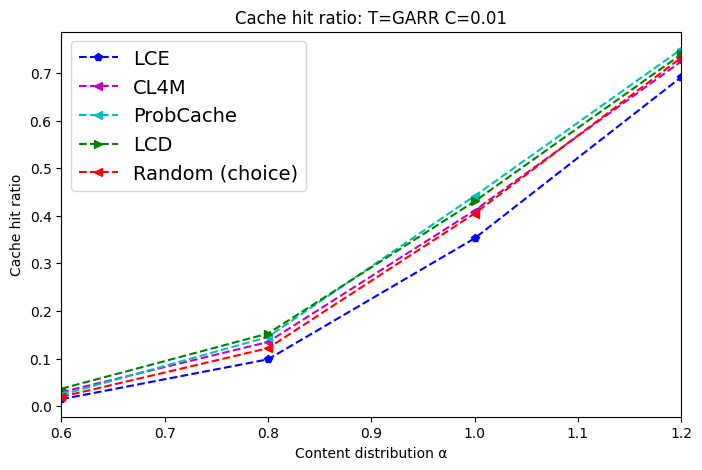 Cache hit ratio: T=GARR C=0.01
LCE
CL4M
ProbCache
LCD
Random (choice)
Cache hit ratio
0.7
0.6
0.5
0.4
0.3
0.2
0.1
0.0
0.6 0.7 0.8 0.9 1.0 1.1 1.2
Content distribution α